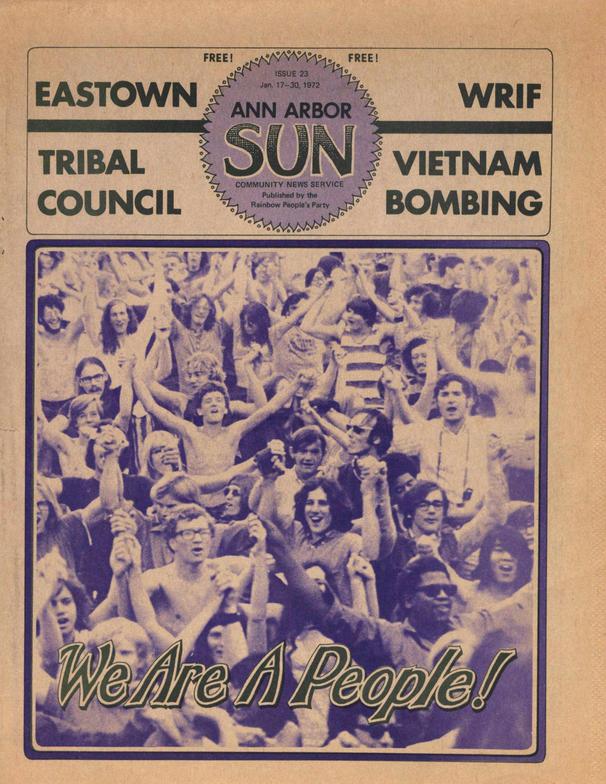 FREE! FREE!
ISSUE 23
Jan. 17-30, 1972
EASTOWN
WRIF
ANN ARBOR
SUN
COMMUNITY NEWS SERVICE
Published by the
Rainbow People's Party
TRIBAL
COUNCIL
VIETNAM
BOMBING
We Are A People!